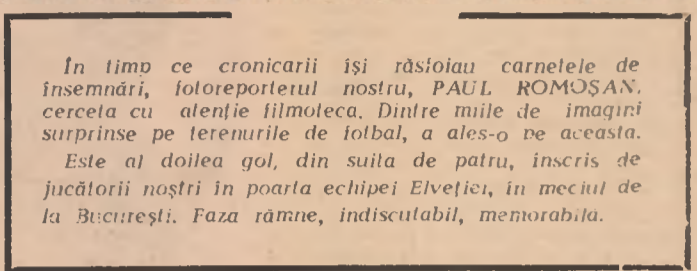 În timp ce cronicarii își răsfoiau carnetele de
însemnări, fotoreporterul nostru, PAUL ROMOȘAN,
cerceta cu atenție filmoteca. Dintre miile de imagini
surprinse pe terenurile de fotbal, a ales-o pe aceasta.
Este al doilea gol, din suita de patru, înscris de
jucătorii noștri în poarta echipei Elveției, în meciul de
la București. Faza rămne, indiscutabil, memorabilă.